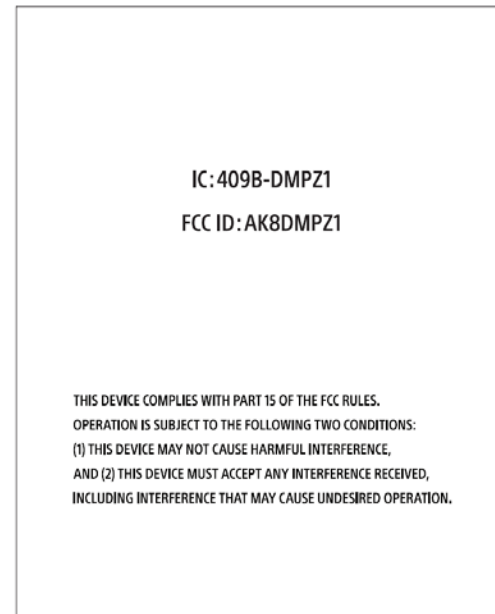 IC: 409B-DMPZ1
FCC ID: AK8DMPZ1
THIS DEVICE COMPLIES WITH PART 15 OF THE FCC RULES.
OPERATION IS SUBJECT TO THE FOLLOWING TWO CONDITIONS:
(1) THIS DEVICE MAY NOT CAUSE HARMFUL INTERFERENCE,
AND (2) THIS DEVICE MUST ACCEPT ANY INTERFERENCE RECEIVED,
INCLUDING INTERFERENCE THAT MAY CAUSE UNDESIRED OPERATION.